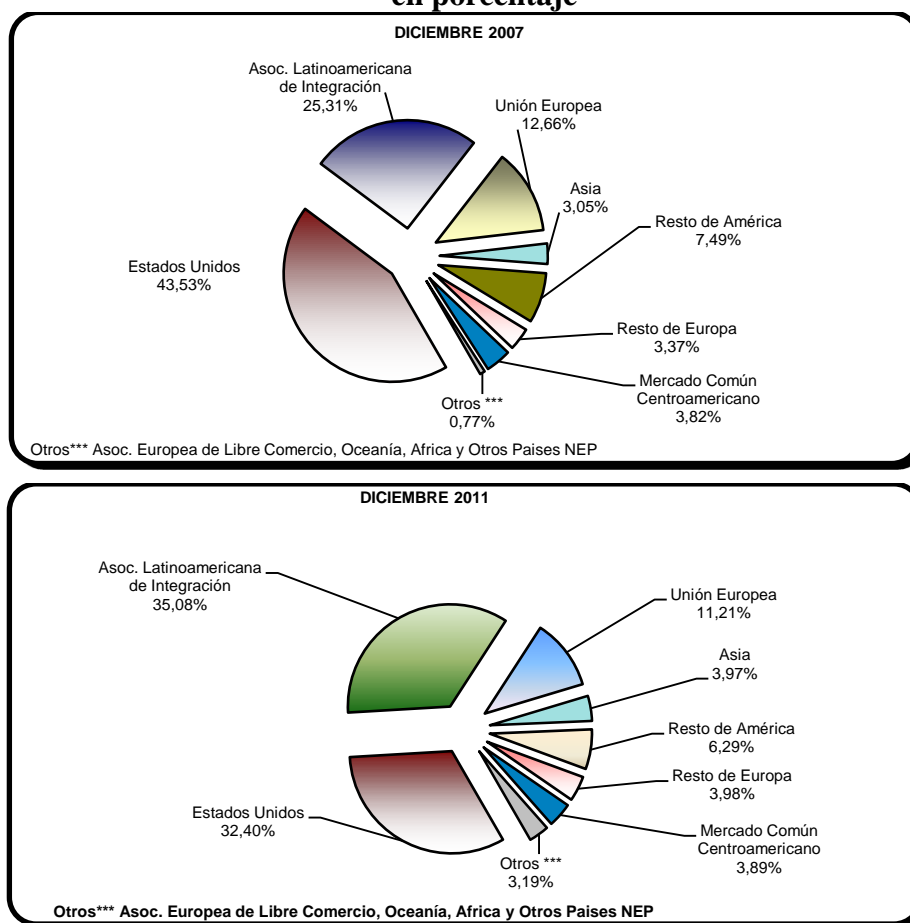 en porcentaje
DICIEMBRE 2007
Asoc. Latinoamericana
de Integración
25,31%
Unión Europea
12,66%
Asia
3,05%
Resto de América
7,49%
Estados Unidos
43,53%
Resto de Europa
3,37%
Mercado Común
Centroamericano
3,82%
Otros ***
0,77%
Otros*** Asoc. Europea de Libre Comercio, Oceanía, Africa y Otros Paises NEP
DICIEMBRE 2011
Asoc. Latinoamericana
de Integración
35,08%
Unión Europea
11,21%
Asia
3,97%
Resto de América
6,29%
Resto de Europa
3,98%
Estados Unidos
32,40%
Mercado Común
Centroamericano
3,89%
Otros ***
3,19%
Otros*** Asoc. Europea de Libre Comercio, Oceanía, Africa y Otros Paises NEP